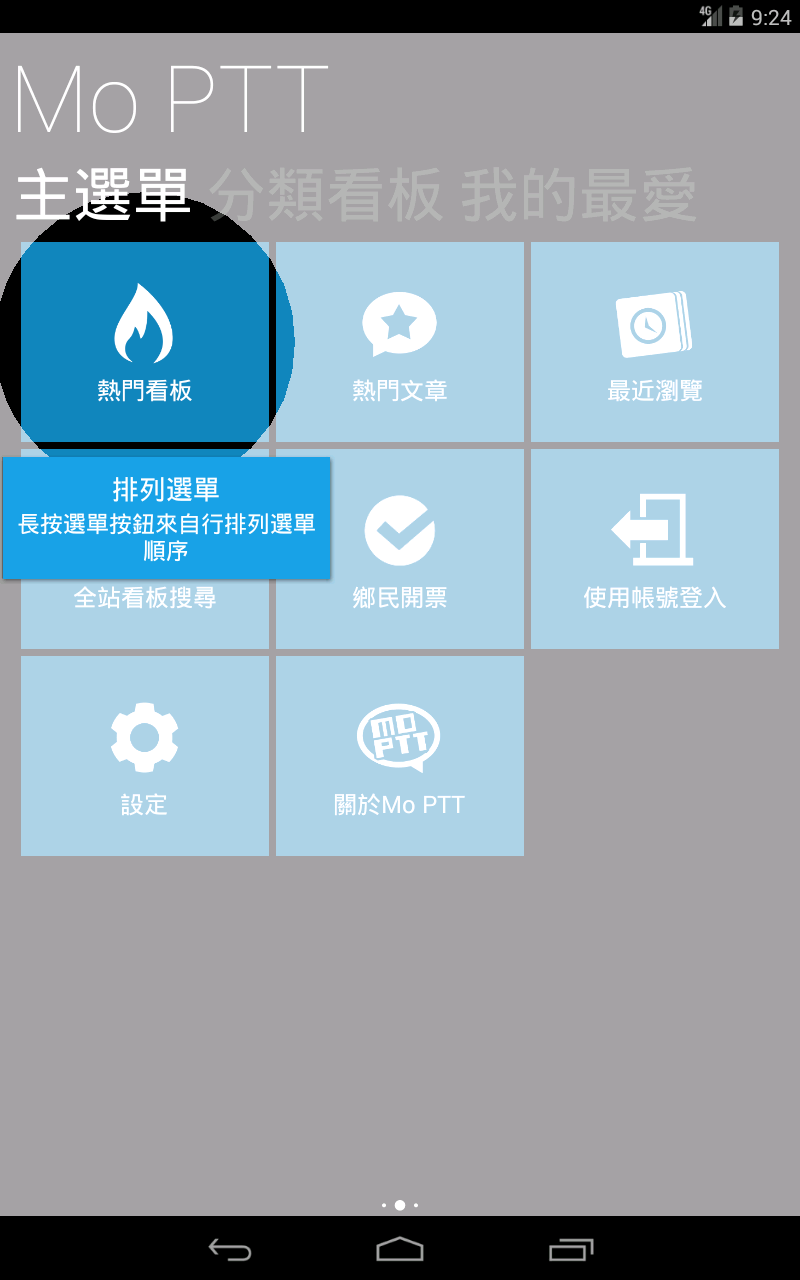 4G 9:24
Mo PTT
主選單 分類看板 我的最愛
熱門看板 熱門文章 最近瀏覽
排列選單
長按選單按鈕來自行排列選單
順序
全站看板搜尋 鄉民開票 使用帳號登入
MO
PTT
設定 關於Mo PTT